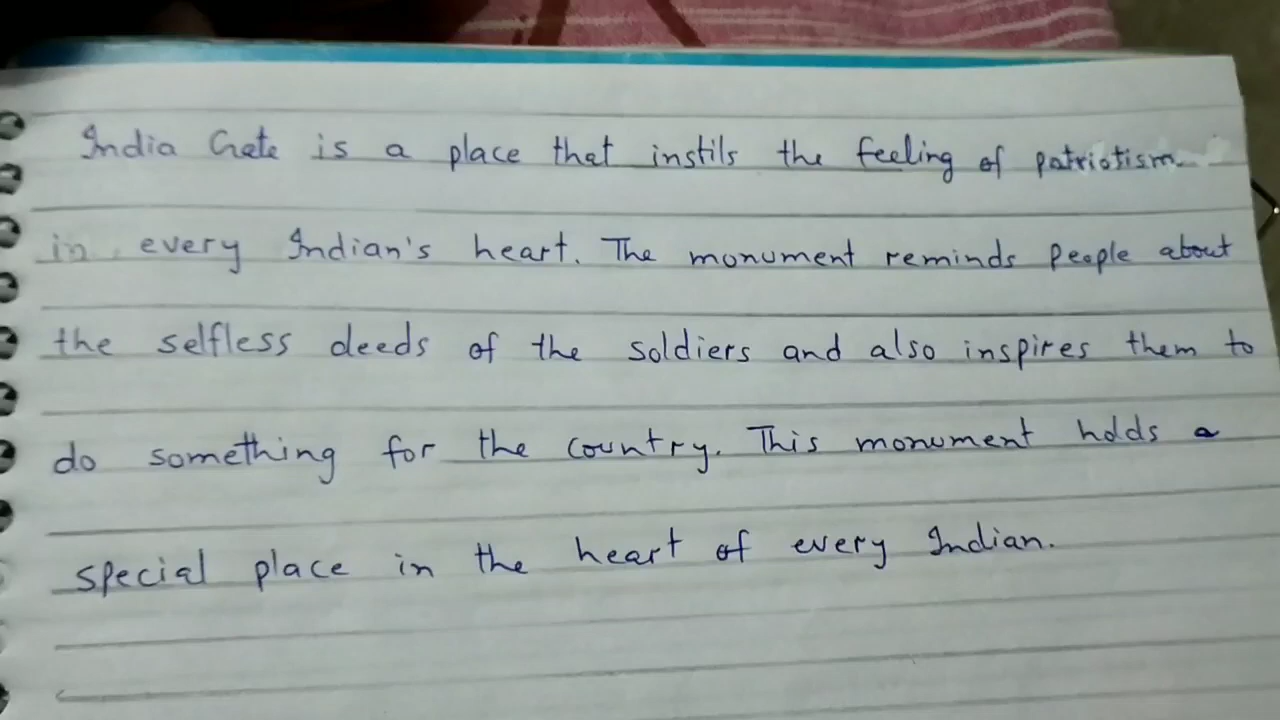 India Gate is a place that instils the feeling of patriotism
in every Indian's heart. The monument reminds people about
the selfless deeds of the soldiers and also inspires them to
do something for the country. This monument holds a
special place in the heart of every Indian.